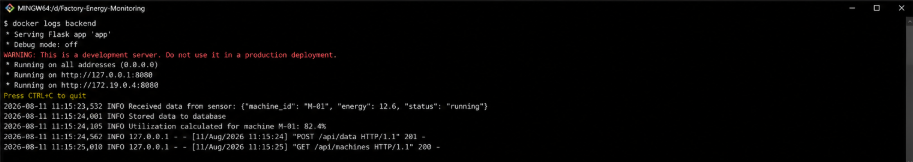 MINGW64:/d/Factory-Energy-Monitoring
$ docker logs backend
* Serving Flask app 'app'
* Debug mode: off
WARNING: This is a development server. Do not use it in a production deployment.
* Running on all addresses (0.0.0.0)
* Running on http://127.0.0.1:8080
* Running on http://172.19.0.4:8080
Press CTRL+C to quit
2026-08-11 11:15:23,532 INFO Received data from sensor: {"machine_id": "M-01", "energy": 12.6, "status": "running"}
2026-08-11 11:15:24,001 INFO Stored data to database
2026-08-11 11:15:24,105 INFO Utilization calculated for machine M-01: 82.4%
2026-08-11 11:15:24,562 INFO 127.0.0.1 - - [11/Aug/2026 11:15:24] "POST /api/data HTTP/1.1" 201 -
2026-08-11 11:15:25,010 INFO 127.0.0.1 - - [11/Aug/2026 11:15:25] "GET /api/machines HTTP/1.1" 200 -